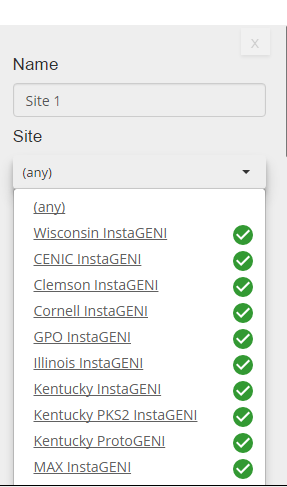 x
Name
Site 1
Site
(any)
(any)
Wisconsin InstaGENI
CENIC InstaGENI
Clemson InstaGENI
Cornell InstaGENI
GPO InstaGENI
Illinois InstaGENI
Kentucky InstaGENI
Kentucky PKS2 InstaGENI
Kentucky ProtoGENI
MAX InstaGENI